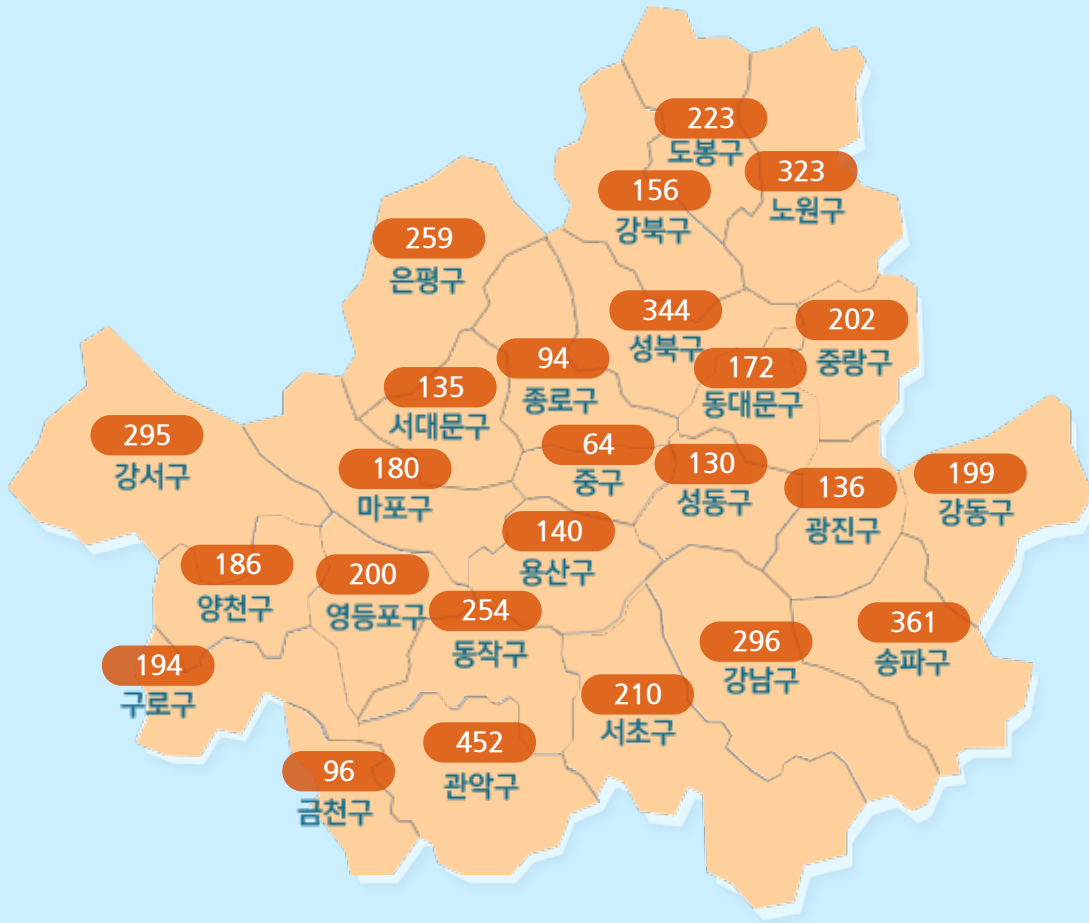 223
도봉구
323
노원구
156
강북구
259
은평구
344
성북구
202
중랑구
94
종로구
172
동대문구
135
서대문구
295
강서구
64
중구
130
성동구
180
마포구
136
광진구
199
강동구
140
용산구
186
양천구
200
영등포구
254
동작구
361
송파구
296
강남구
194
구로구
210
서초구
452
관악구
96
금천구